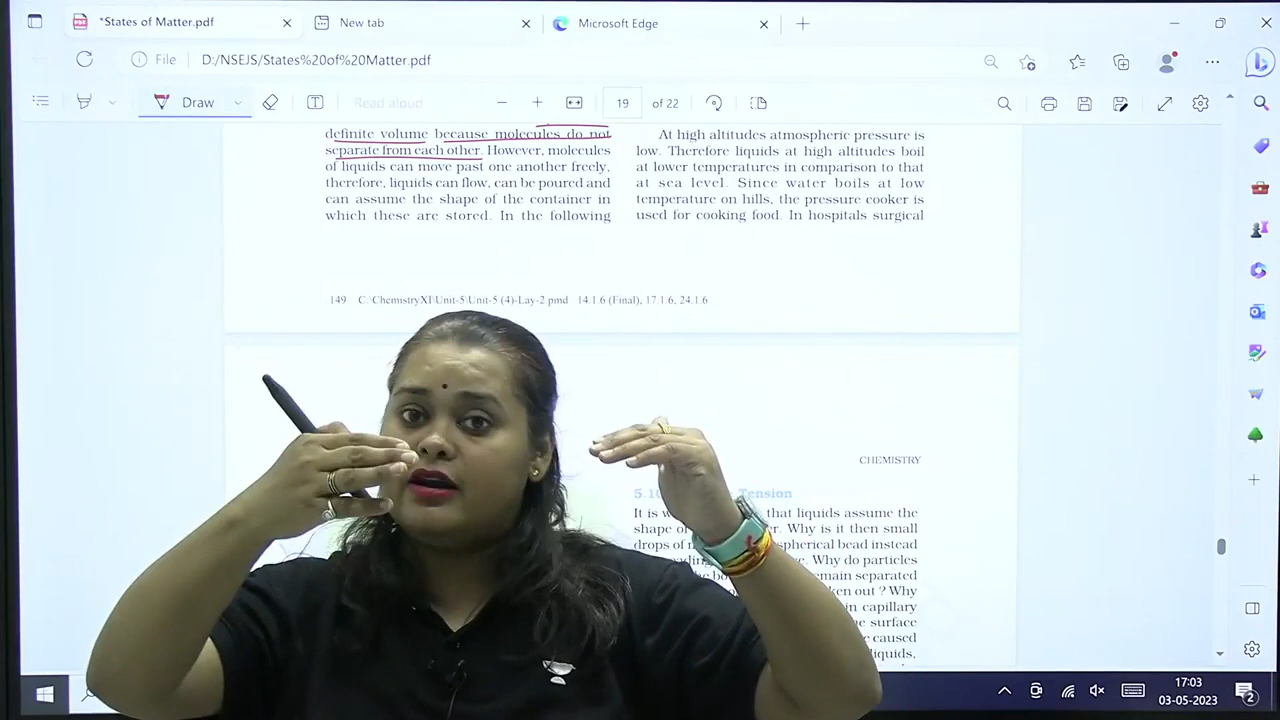 *States of Matter.pdf
New tab
Microsoft Edge
File
D:/NSEJS/States%20of%20Matter.pdf
Draw
Read aloud
19
of 22
definite volume because molecules do not
separate from each other. However, molecules
of liquids can move past one another freely,
therefore, liquids can flow, can be poured and
can assume the shape of the container in
which these are stored. In the following
At high altitudes atmospheric pressure is
low. Therefore liquids at high altitudes boil
at lower temperatures in comparison to that
at sea level. Since water boils at low
temperature on hills, the pressure cooker is
used for cooking food. In hospitals surgical
149 C:\ChemistryXI\Unit-5\Unit-5 (4)-Lay-2 pmd 14.1.6 (Final), 17.1.6, 24.1.6
CHEMISTRY
Tension
It is that liquids assume the
shape of Why is it then small
drops of spherical bead instead
Why do particles
remain separated
out ? Why
in capillary
surface
caused
liquids,
17:03
03-05-2023
2